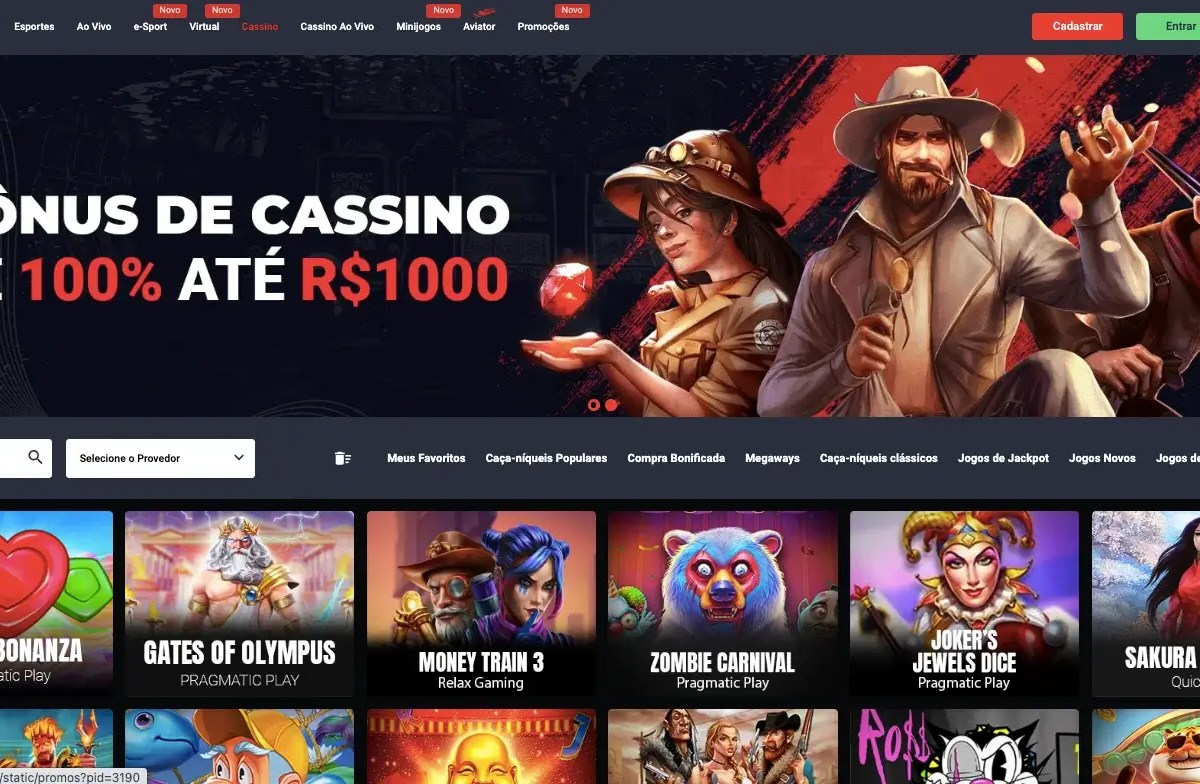 Novo Novo Novo Novo
Esportes Ao Vivo e-Sport Virtual Cassino Cassino Ao Vivo Minijogos Aviator Promoções Cadastrar Entrar
ÔNUS DE CASSINO
E 100% ATÉ R$1000
Selecione o Provedor Meus Favoritos Caça-níqueis Populares Compra Bonificada Megaways Caça-níqueis clássicos Jogos de Jackpot Jogos Novos Jogos de
BONANZA GATES OF OLYMPUS MONEY TRAIN 3 ZOMBIE CARNIVAL JOKER'S JEWELS DICE SAKURA
atic Play PRAGMATIC PLAY Relax Gaming Pragmatic Play Pragmatic Play Quic
RO$$
/static/promos?pid=3190